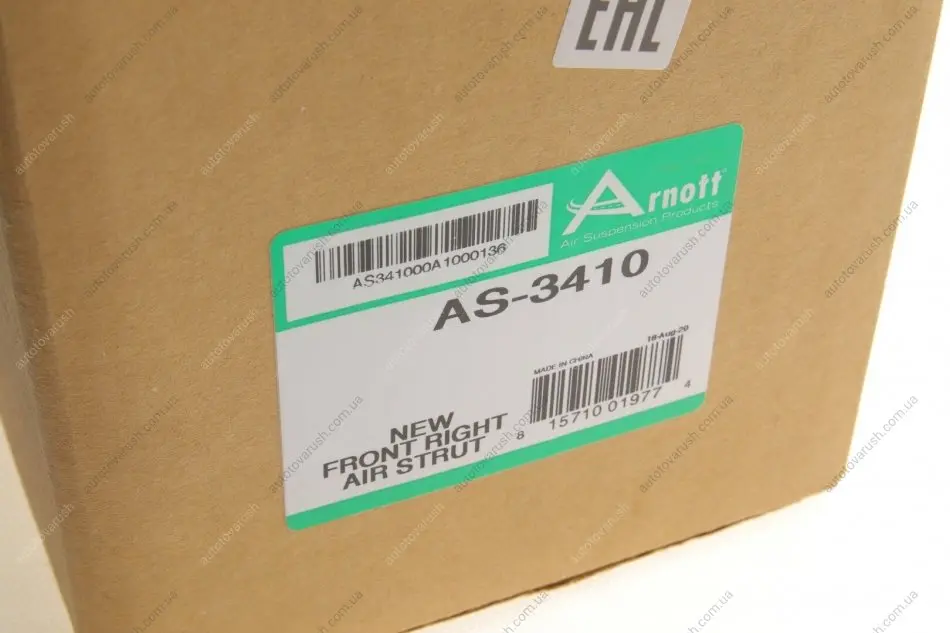 EAC
Arnott
Air Suspension Products
AS341000A1000136
AS-3410
MADE IN CHINA
18-Aug-20
8 15710 01977 4
NEW
FRONT RIGHT
AIR STRUT
autotovarush.com.ua